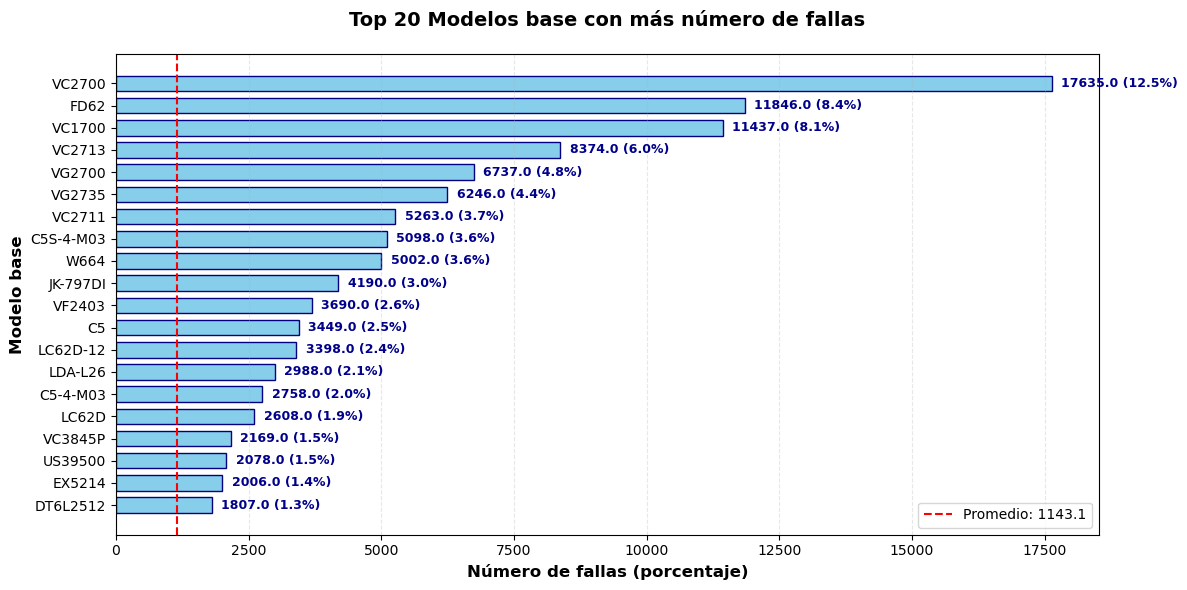 Top 20 Modelos base con más número de fallas
Modelo base
VC2700 17635.0 (12.5%)
FD62 11846.0 (8.4%)
VC1700 11437.0 (8.1%)
VC2713 8374.0 (6.0%)
VG2700 6737.0 (4.8%)
VG2735 6246.0 (4.4%)
VC2711 5263.0 (3.7%)
C5S-4-M03 5098.0 (3.6%)
W664 5002.0 (3.6%)
JK-797DI 4190.0 (3.0%)
VF2403 3690.0 (2.6%)
C5 3449.0 (2.5%)
LC62D-12 3398.0 (2.4%)
LDA-L26 2988.0 (2.1%)
C5-4-M03 2758.0 (2.0%)
LC62D 2608.0 (1.9%)
VC3845P 2169.0 (1.5%)
US39500 2078.0 (1.5%)
EX5214 2006.0 (1.4%)
DT6L2512 1807.0 (1.3%)
Promedio: 1143.1
0 2500 5000 7500 10000 12500 15000 17500
Número de fallas (porcentaje)